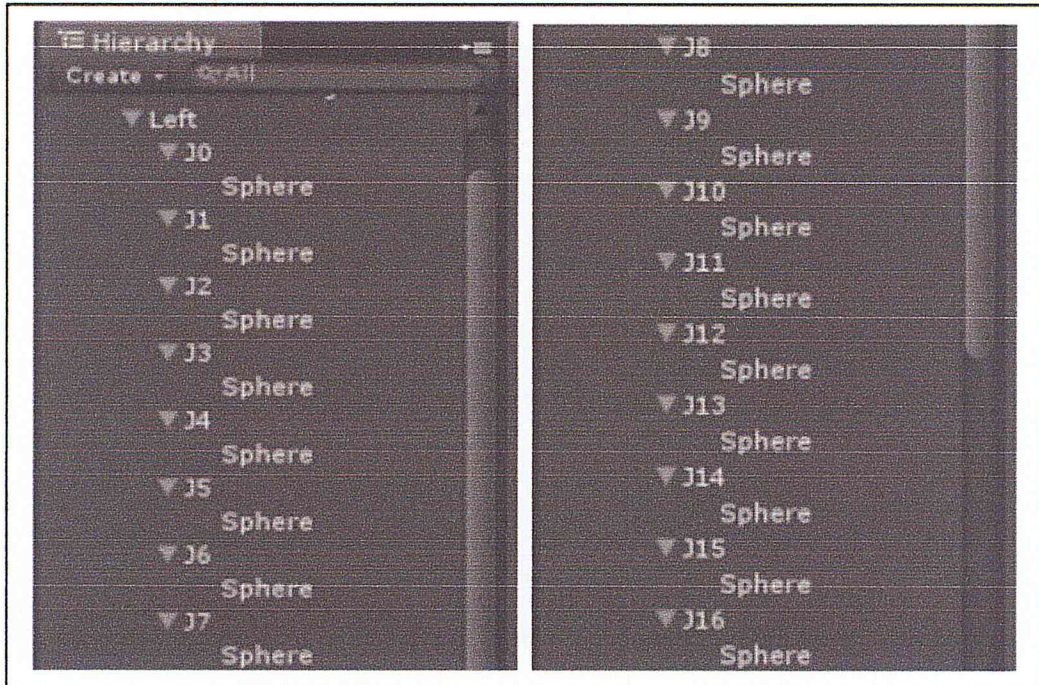 Hierarchy
Create All
Left
J0
Sphere
J1
Sphere
J2
Sphere
J3
Sphere
J4
Sphere
J5
Sphere
J6
Sphere
J7
Sphere
J8
Sphere
J9
Sphere
J10
Sphere
J11
Sphere
J12
Sphere
J13
Sphere
J14
Sphere
J15
Sphere
J16
Sphere